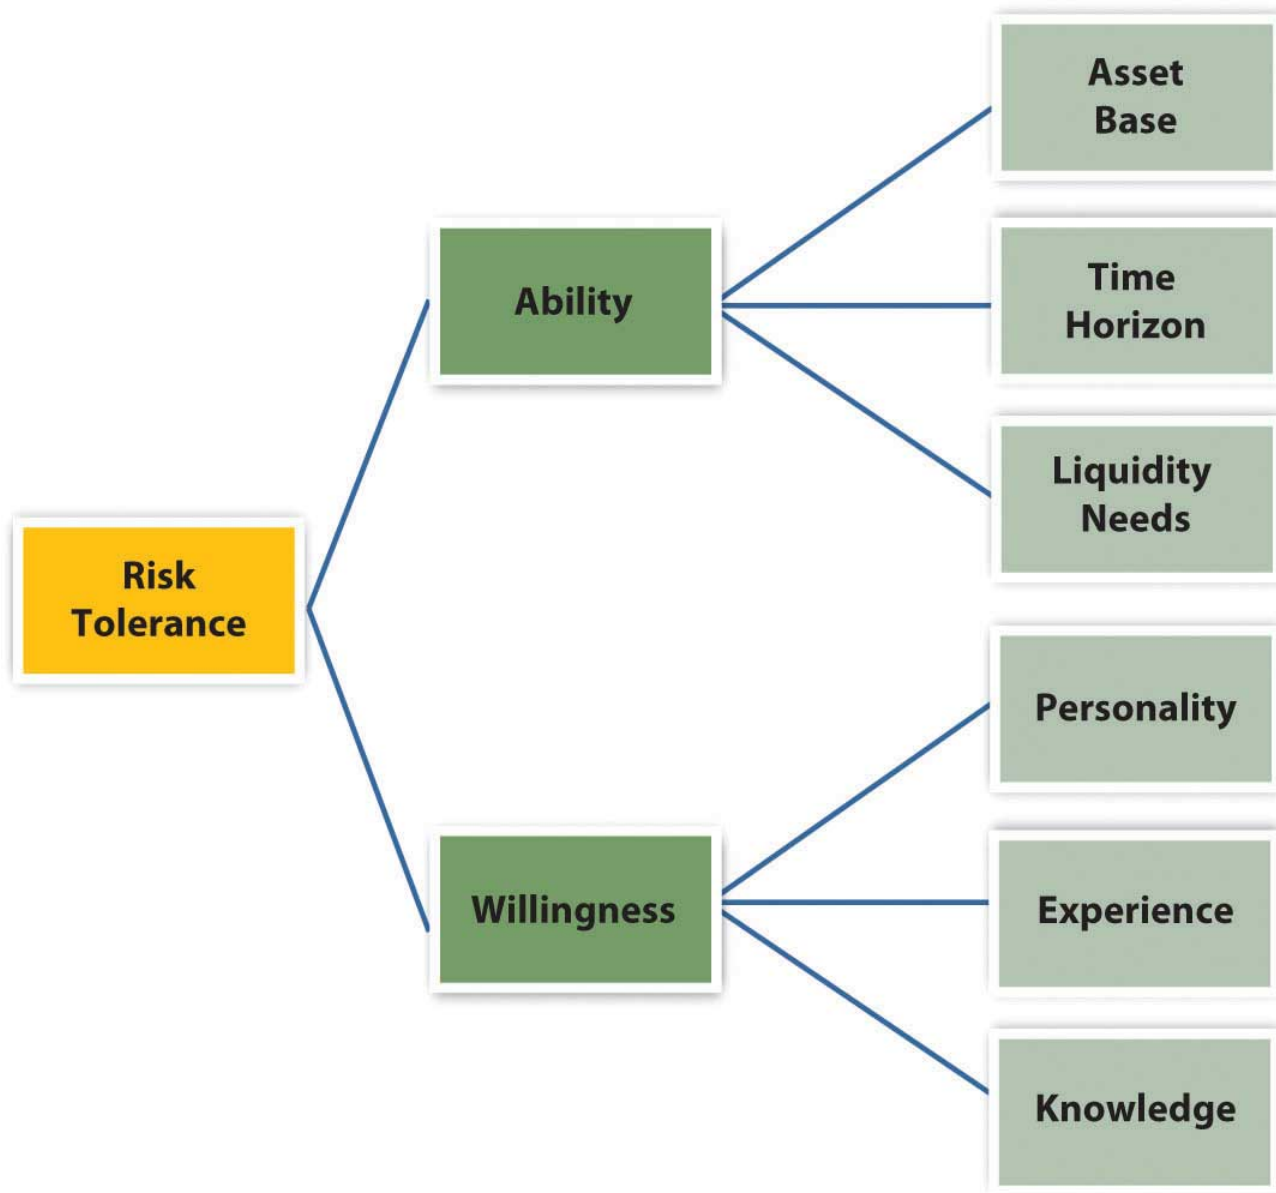 Asset
Base
Ability
Time
Horizon
Liquidity
Needs
Risk
Tolerance
Personality
Willingness
Experience
Knowledge